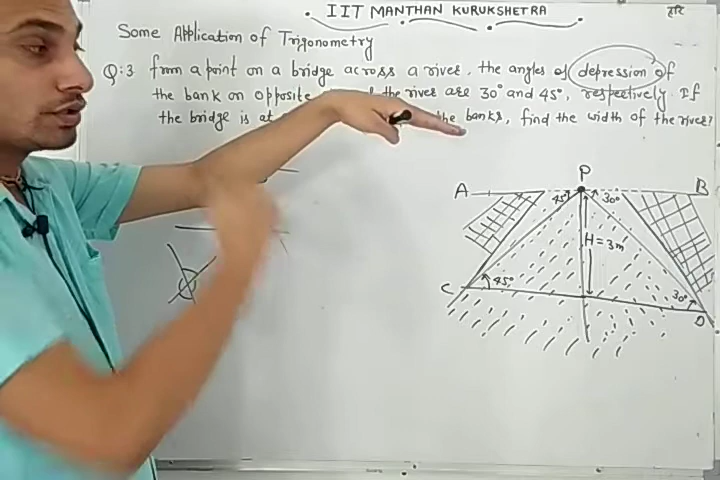 IIT MANTHAN KURUKSHETRA
हरि
Some Application of Trigonometry
Q:3 from a point on a bridge across a river, the angles of depression of
the bank on opposite the river are 30° and 45°, respectively. If
the bridge is at the banks, find the width of the river?
P
A B
45° 30°
H=3m
C 45° 30°
D